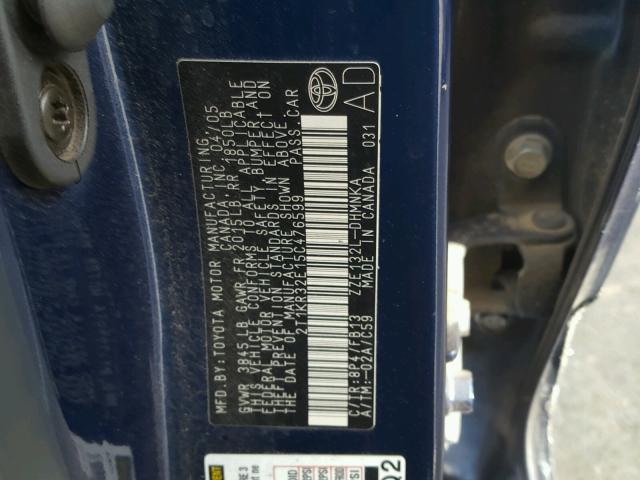 MFD.BY:TOYOTA MOTOR MANUFACTURING
CANADA, INC. 04/05
GVWR 3845LB GAWR FR 2015LB RR 1850LB
THIS VEHICLE CONFORMS TO ALL APPLICABLE
FEDERAL MOTOR VEHICLE SAFETY, BUMPER, AND
THEFT PREVENTION STANDARDS IN EFFECT ON
THE DATE OF MANUFACTURE SHOWN ABOVE.
2T1KR32E15C476599 PASS.CAR
C/TR:8P4/FB13 ZZE132L-DHMNKA
A/TM:-02A/C59 MADE IN CANADA 031
AD
Q2